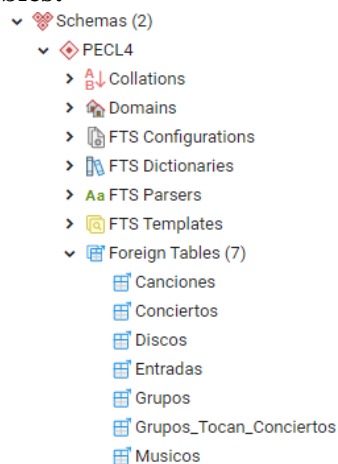 Schemas (2)
PECL4
Collations
Domains
FTS Configurations
FTS Dictionaries
Aa FTS Parsers
FTS Templates
Foreign Tables (7)
Canciones
Conciertos
Discos
Entradas
Grupos
Grupos_Tocan_Conciertos
Musicos